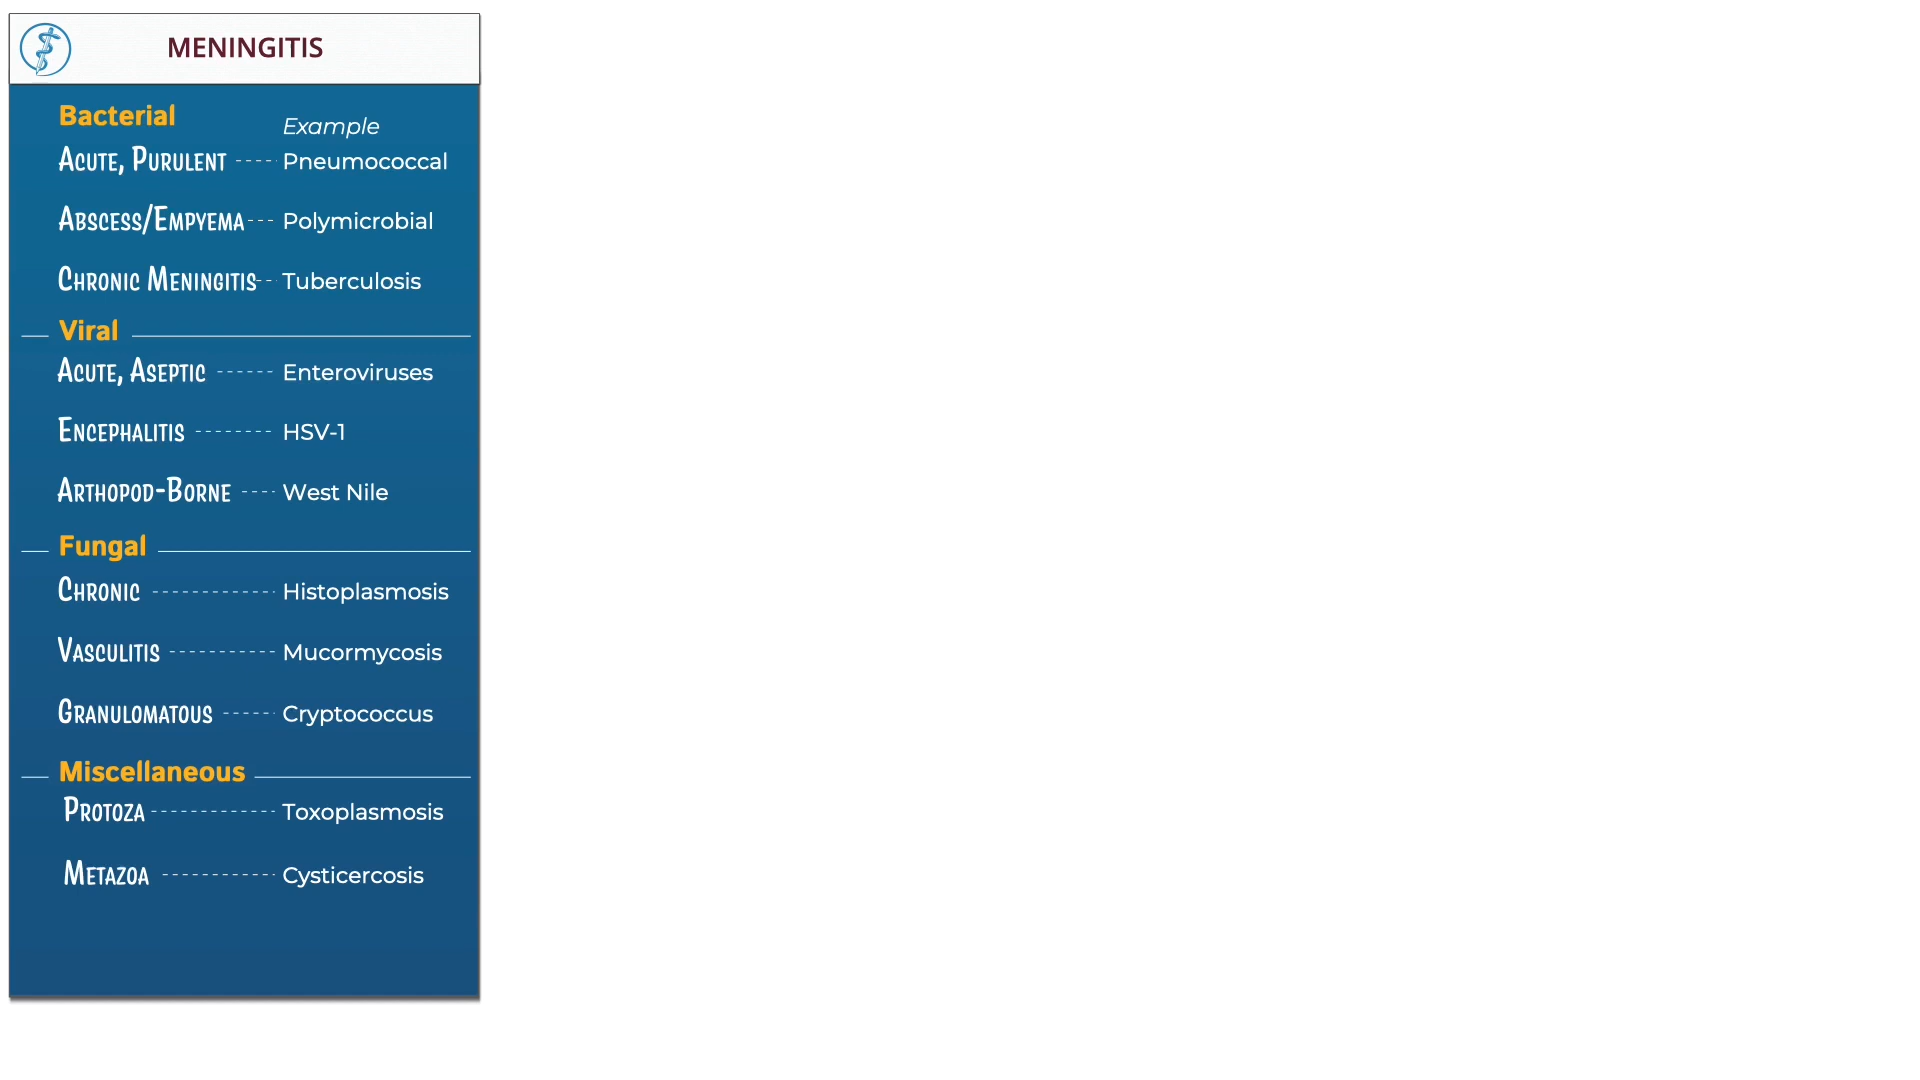 MENINGITIS
Bacterial
Example
Acute, Purulent ---- Pneumococcal
Abscess/Empyema --- Polymicrobial
Chronic Meningitis -- Tuberculosis
Viral
Acute, Aseptic ------ Enteroviruses
Encephalitis -------- HSV-1
Arthopod-Borne ---- West Nile
Fungal
Chronic ------------- Histoplasmosis
Vasculitis ----------- Mucormycosis
Granulomatous ------ Cryptococcus
Miscellaneous
Protoza ------------- Toxoplasmosis
Metazoa ------------ Cysticercosis